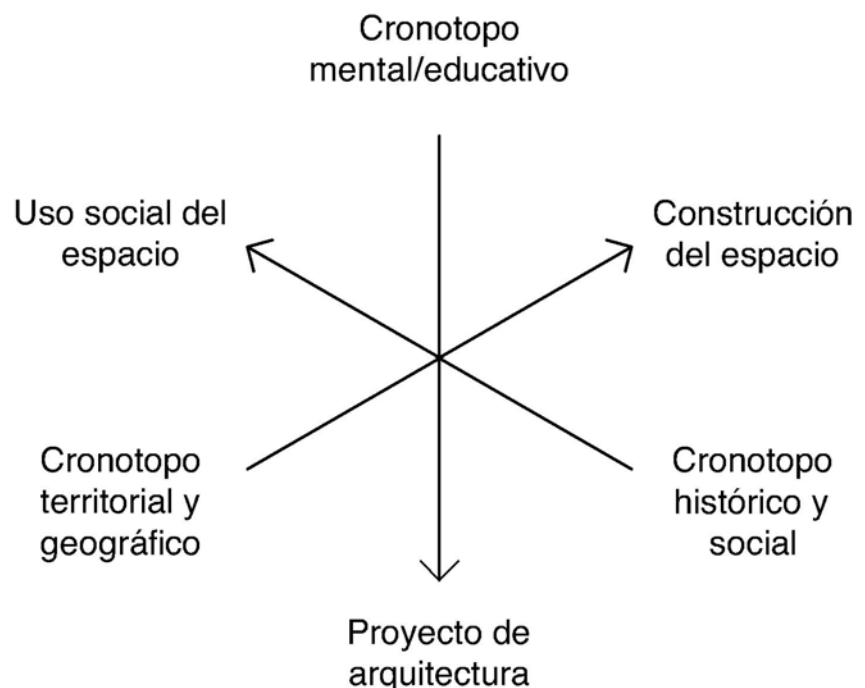 Cronotopo
mental/educativo
Uso social del
espacio
Construcción
del espacio
Cronotopo
territorial y
geográfico
Cronotopo
histórico y
social
Proyecto de
arquitectura